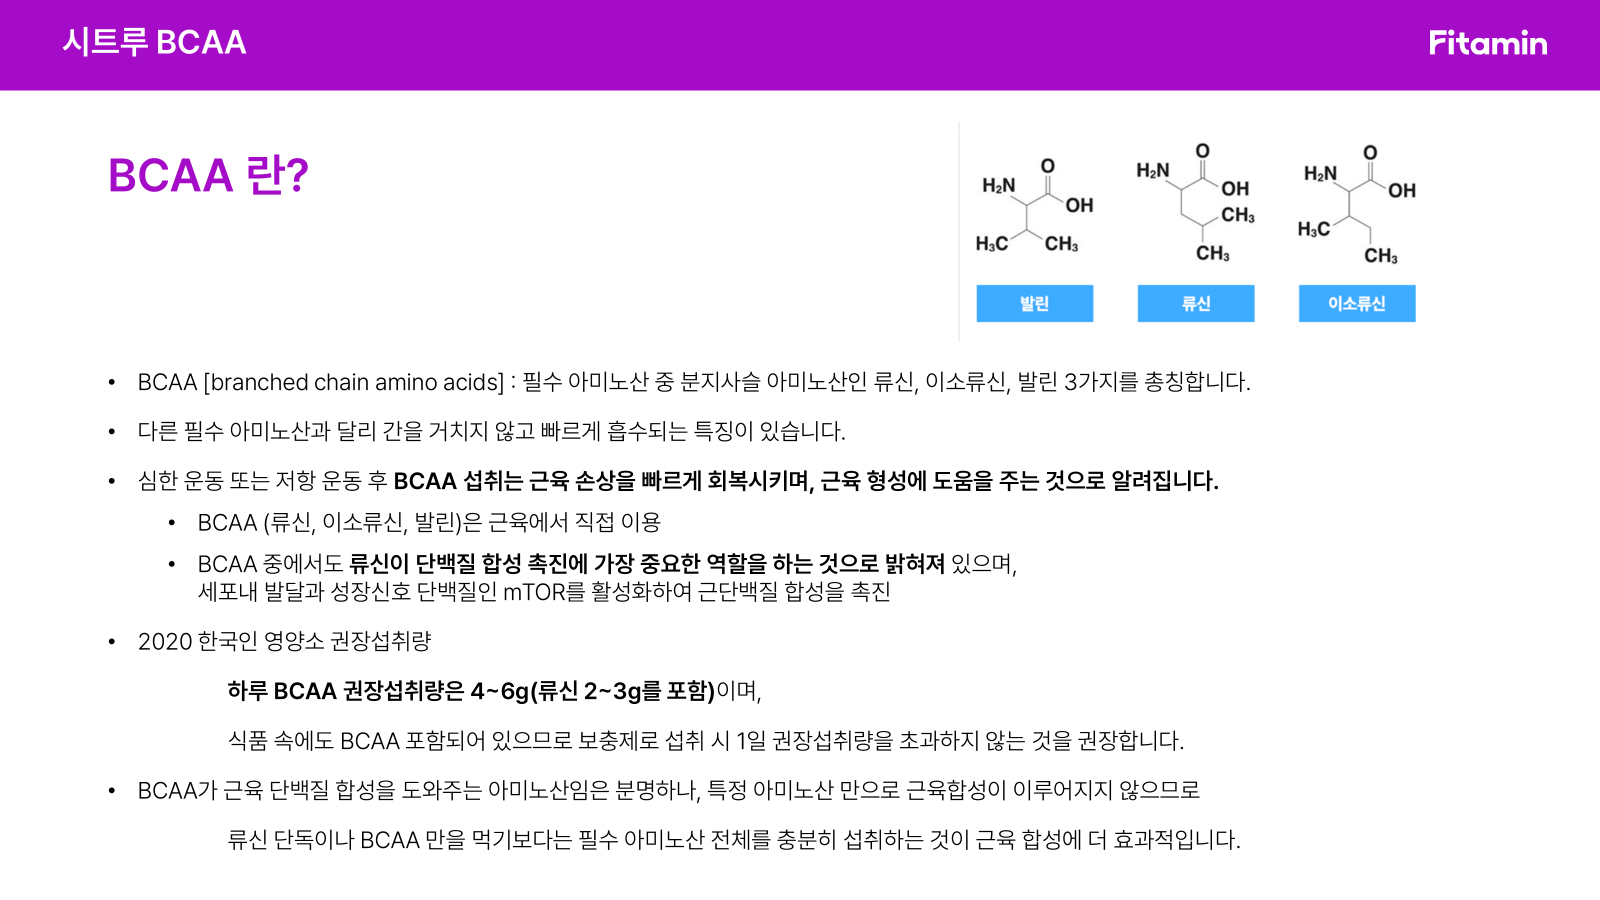 시트루 BCAA
Fitamin
BCAA 란?
H₂N
O
OH
H₃C
CH₃
발린
H₂N
O
OH
CH₃
CH₃
류신
H₂N
O
OH
H₃C
CH₃
이소류신
• BCAA [branched chain amino acids] : 필수 아미노산 중 분지사슬 아미노산인 류신, 이소류신, 발린 3가지를 총칭합니다.
• 다른 필수 아미노산과 달리 간을 거치지 않고 빠르게 흡수되는 특징이 있습니다.
• 심한 운동 또는 저항 운동 후 BCAA 섭취는 근육 손상을 빠르게 회복시키며, 근육 형성에 도움을 주는 것으로 알려집니다.
• BCAA (류신, 이소류신, 발린)은 근육에서 직접 이용
• BCAA 중에서도 류신이 단백질 합성 촉진에 가장 중요한 역할을 하는 것으로 밝혀져 있으며,
세포내 발달과 성장신호 단백질인 mTOR를 활성화하여 근단백질 합성을 촉진
• 2020 한국인 영양소 권장섭취량
하루 BCAA 권장섭취량은 4~6g(류신 2~3g를 포함)이며,
식품 속에도 BCAA 포함되어 있으므로 보충제로 섭취 시 1일 권장섭취량을 초과하지 않는 것을 권장합니다.
• BCAA가 근육 단백질 합성을 도와주는 아미노산임은 분명하나, 특정 아미노산 만으로 근육합성이 이루어지지 않으므로
류신 단독이나 BCAA 만을 먹기보다는 필수 아미노산 전체를 충분히 섭취하는 것이 근육 합성에 더 효과적입니다.